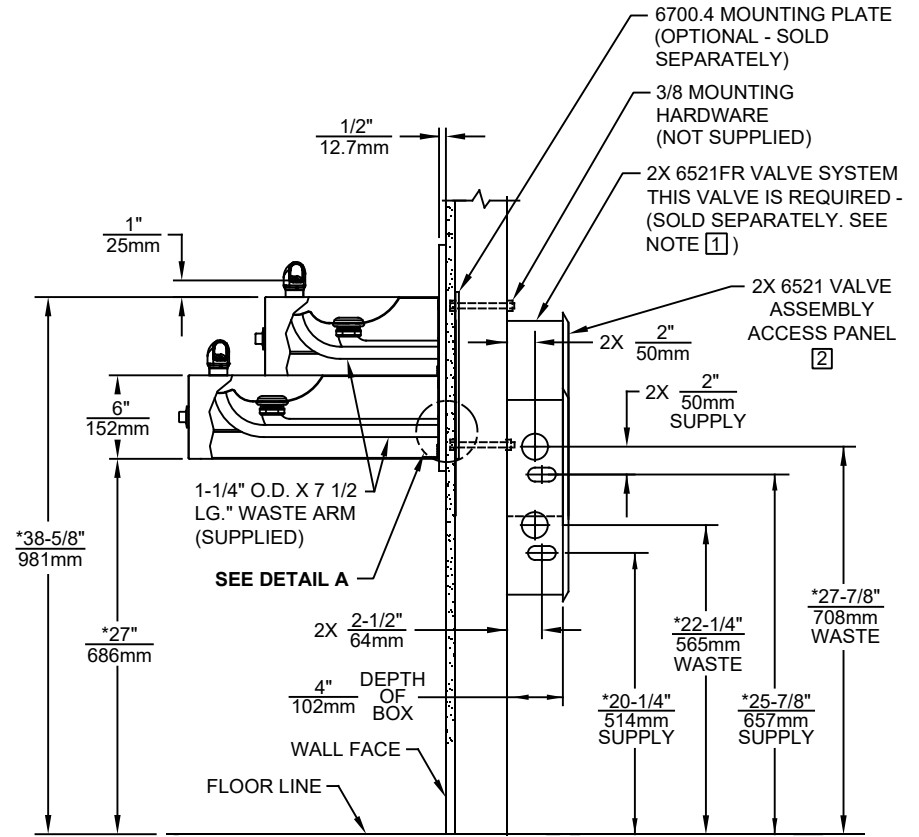 6700.4 MOUNTING PLATE
(OPTIONAL - SOLD
SEPARATELY)
3/8 MOUNTING
HARDWARE
(NOT SUPPLIED)
1/2"
12.7mm
2X 6521FR VALVE SYSTEM
THIS VALVE IS REQUIRED -
(SOLD SEPARATELY. SEE
NOTE 1 )
1"
25mm
2X 6521 VALVE
ASSEMBLY
ACCESS PANEL
2
2X 2"
50mm
2X 2"
50mm
SUPPLY
6"
152mm
1-1/4" O.D. X 7 1/2
LG." WASTE ARM
(SUPPLIED)
*38-5/8"
981mm
SEE DETAIL A
*27"
686mm
2X 2-1/2"
64mm
*27-7/8"
708mm
WASTE
*22-1/4"
565mm
WASTE
4"
102mm
DEPTH
OF
BOX
*20-1/4"
514mm
SUPPLY
*25-7/8"
657mm
SUPPLY
WALL FACE
FLOOR LINE